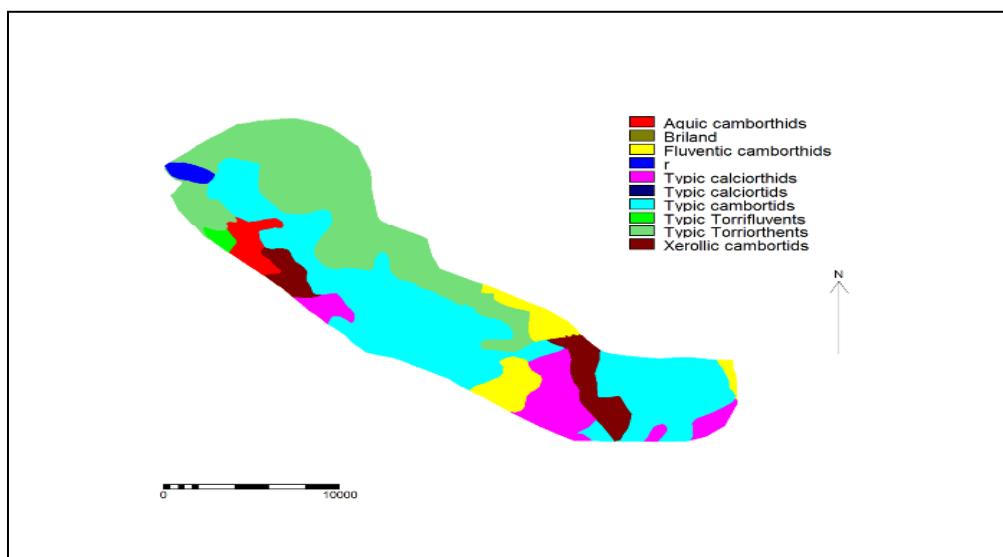 Aquic camborthids
Briland
Fluventic camborthids
r
Typic calciorthids
Typic calciortids
Typic cambortids
Typic Torrifluvents
Typic Torriorthents
Xerollic cambortids
N
0 10000